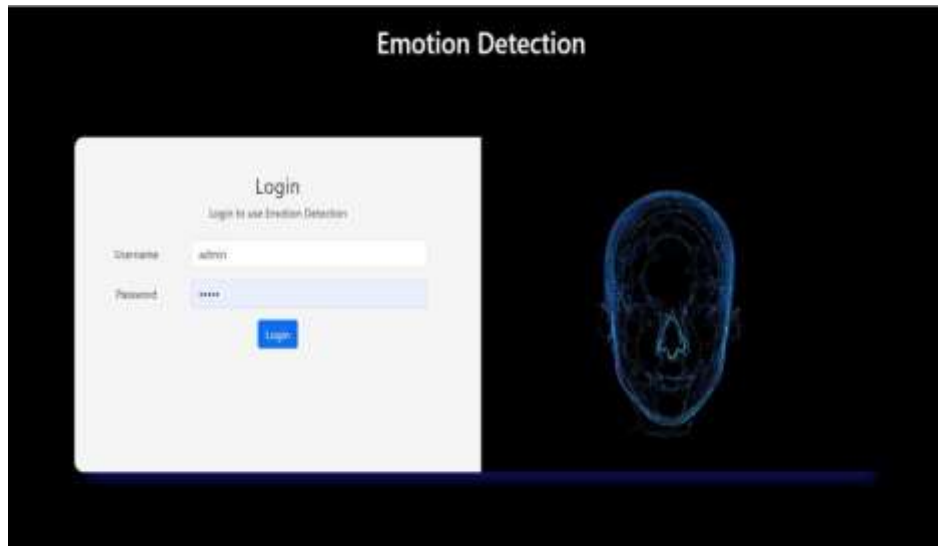 Emotion Detection
Login
Login to use Emotion Detection
Username
admin
Password
•••••
Login